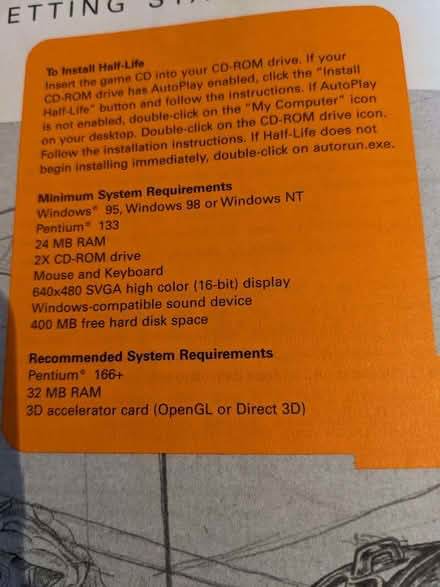 ETTING STA
To Install Half-Life
Insert the game CD into your CD-ROM drive. If your
CD-ROM drive has AutoPlay enabled, click the "Install
Half-Life" button and follow the instructions. If AutoPlay
is not enabled, double-click on the "My Computer" icon
on your desktop. Double-click on the CD-ROM drive icon.
Follow the installation instructions. If Half-Life does not
begin installing immediately, double-click on autorun.exe.
Minimum System Requirements
Windows® 95, Windows 98 or Windows NT
Pentium® 133
24 MB RAM
2X CD-ROM drive
Mouse and Keyboard
640x480 SVGA high color (16-bit) display
Windows-compatible sound device
400 MB free hard disk space
Recommended System Requirements
Pentium® 166+
32 MB RAM
3D accelerator card (OpenGL or Direct 3D)